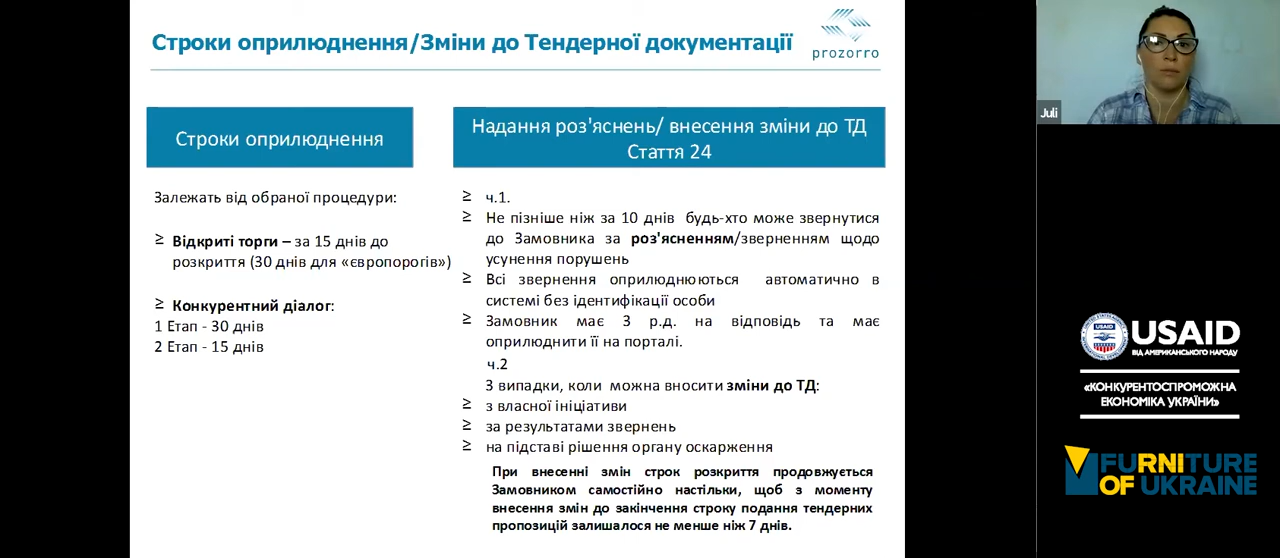 Строки оприлюднення/Зміни до Тендерної документації
prozorro
Строки оприлюднення
Залежать від обраної процедури:
≥ Відкриті торги – за 15 днів до
розкриття (30 днів для «європорогів»)
≥ Конкурентний діалог:
1 Етап - 30 днів
2 Етап - 15 днів
Надання роз'яснень/ внесення зміни до ТД
Стаття 24
≥ ч.1.
≥ Не пізніше ніж за 10 днів будь-хто може звернутися
до Замовника за роз'ясненням/зверненням щодо
усунення порушень
≥ Всі звернення оприлюднюються автоматично в
системі без ідентифікації особи
≥ Замовник має 3 р.д. на відповідь та має
оприлюднити її на порталі.
ч.2
3 випадки, коли можна вносити зміни до ТД:
≥ з власної ініціативи
≥ за результатами звернень
≥ на підставі рішення органу оскарження
При внесенні змін строк розкриття продовжується
Замовником самостійно настільки, щоб з моменту
внесення змін до закінчення строку подання тендерних
пропозицій залишалося не менше ніж 7 днів.
Juli
USAID
USAID
ВІД АМЕРИКАНСЬКОГО НАРОДУ
«КОНКУРЕНТОСПРОМОЖНА
ЕКОНОМІКА УКРАЇНИ»
FURNITURE
OF UKRAINE